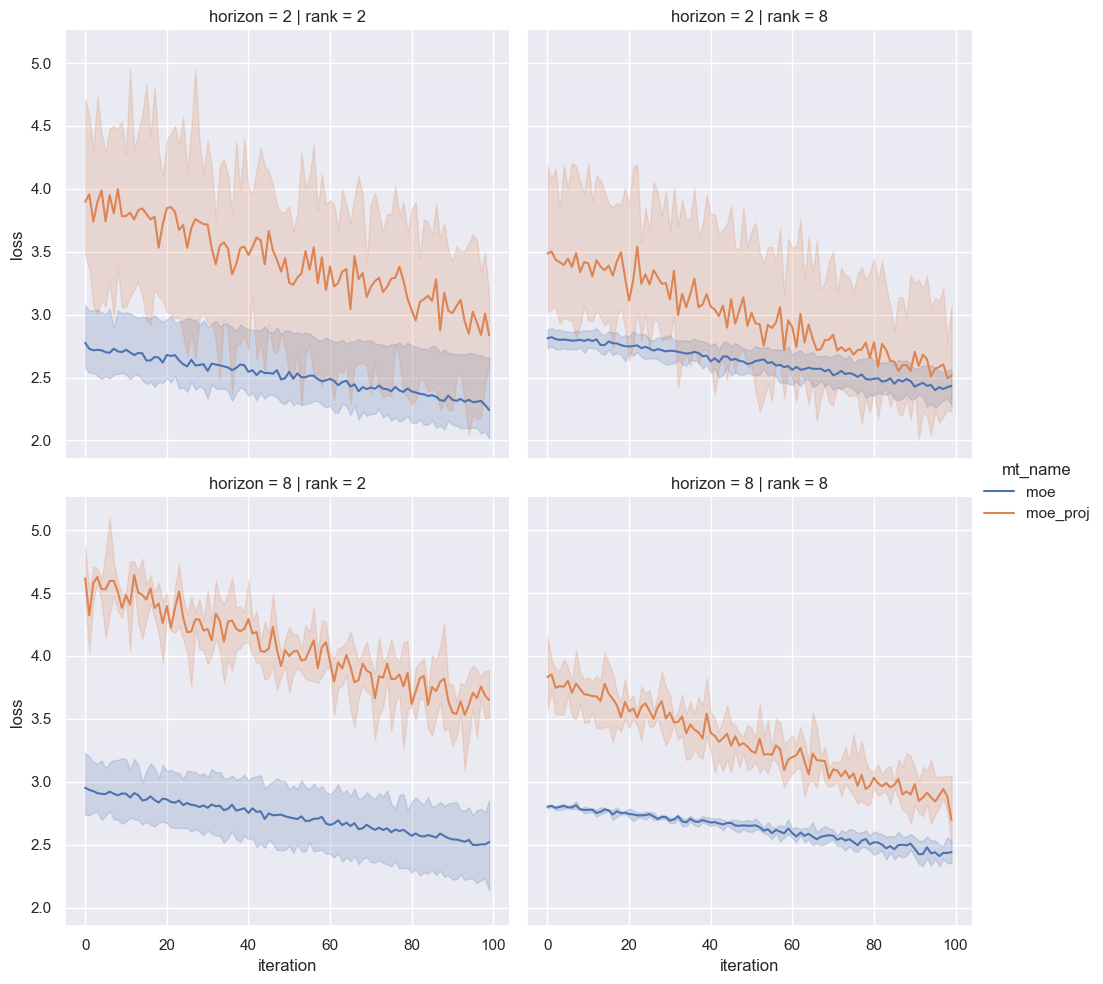 horizon = 2 | rank = 2
horizon = 2 | rank = 8
5.0
4.5
4.0
3.5
3.0
2.5
2.0
loss
horizon = 8 | rank = 2
horizon = 8 | rank = 8
mt_name
moe
moe_proj
5.0
4.5
4.0
3.5
3.0
2.5
2.0
loss
0 20 40 60 80 100
0 20 40 60 80 100
iteration
iteration